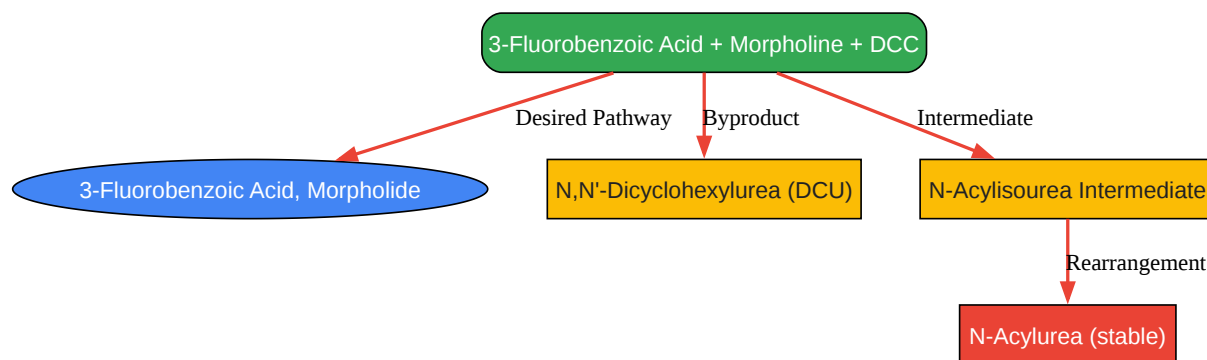 3-Fluorobenzoic Acid + Morpholine + DCC
Desired Pathway
Byproduct
Intermediate
3-Fluorobenzoic Acid, Morpholide
N,N'-Dicyclohexylurea (DCU)
N-Acylisourea Intermediate
Rearrangement
N-Acylurea (stable)